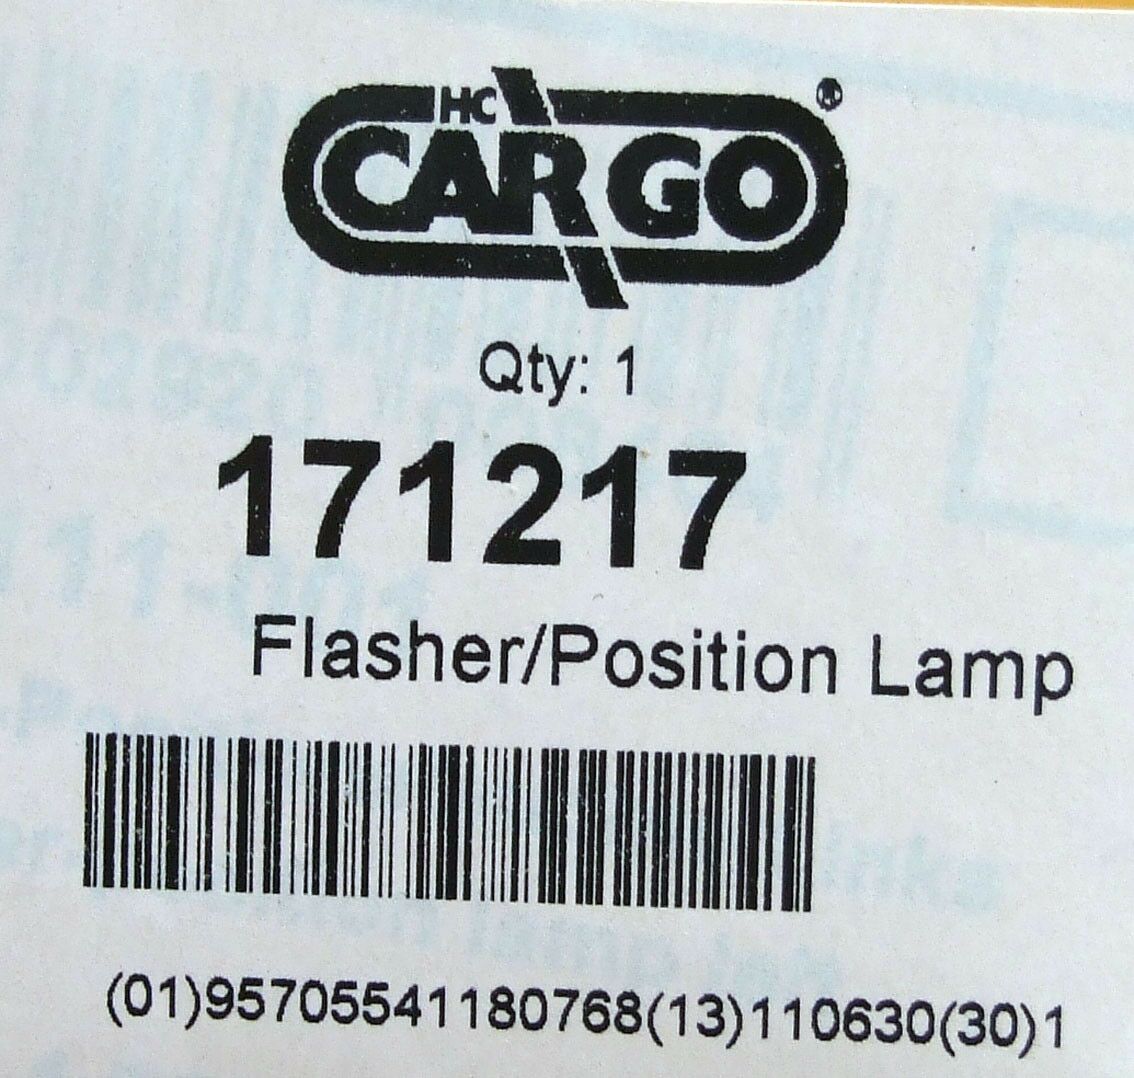 HC
CARGO®
Qty: 1
171217
Flasher/Position Lamp
(01)95705541180768(13)110630(30)1